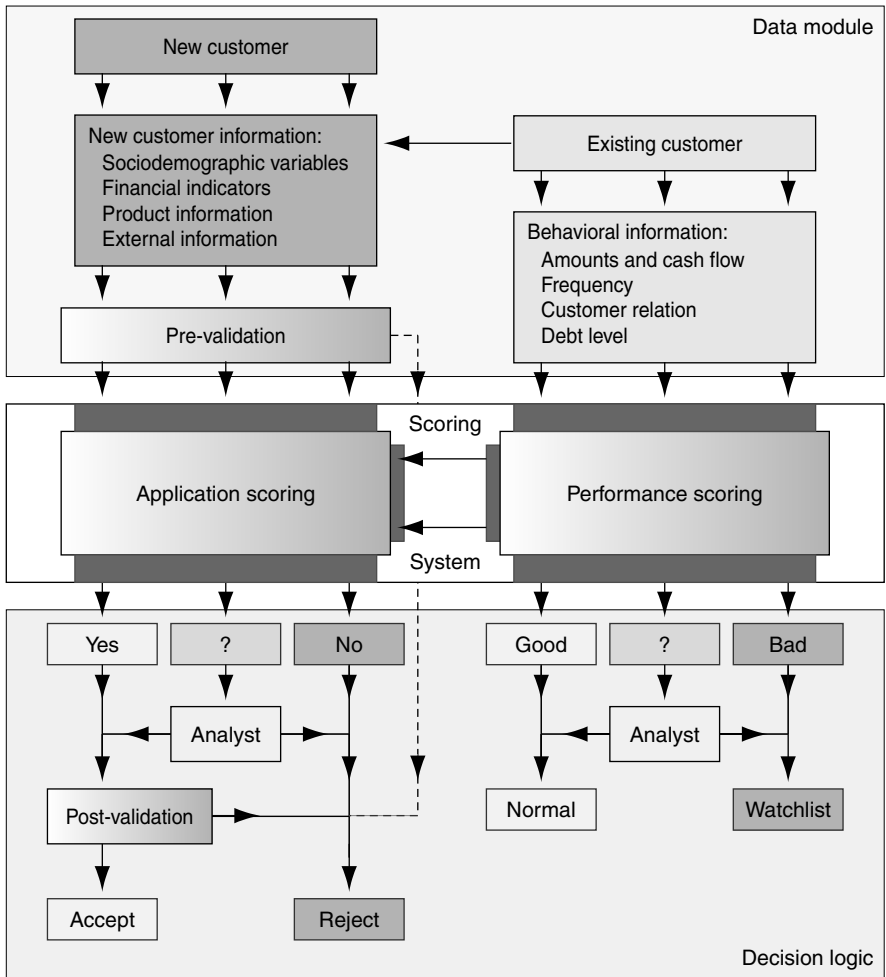 Data module
New customer
New customer information:
Sociodemographic variables
Financial indicators
Product information
External information
Existing customer
Behavioral information:
Amounts and cash flow
Frequency
Customer relation
Debt level
Pre-validation
Scoring
Application scoring
Performance scoring
System
Yes
?
No
Good
?
Bad
Analyst
Analyst
Post-validation
Normal
Watchlist
Accept
Reject
Decision logic